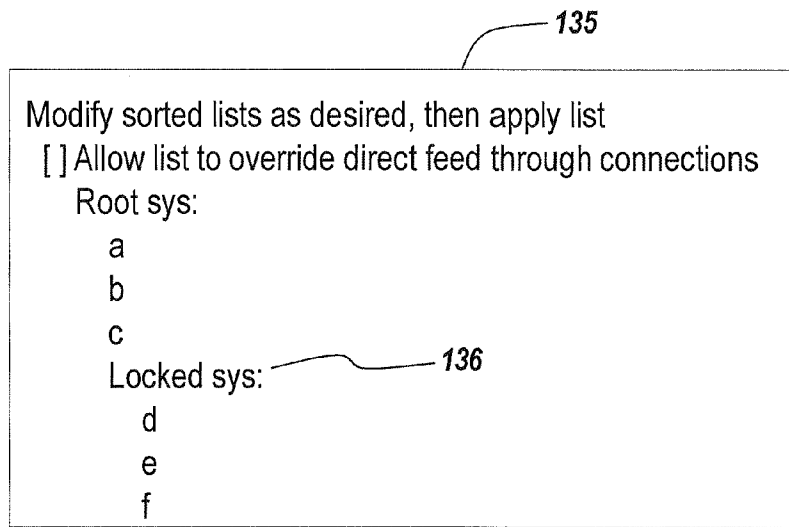 135
Modify sorted lists as desired, then apply list
[ ] Allow list to override direct feed through connections
Root sys:
a
b
c
Locked sys:
136
d
e
f